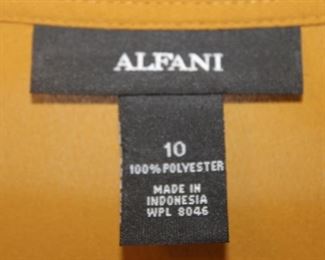 ALFANI
10
100% POLYESTER
MADE IN
INDONESIA
WPL 8046